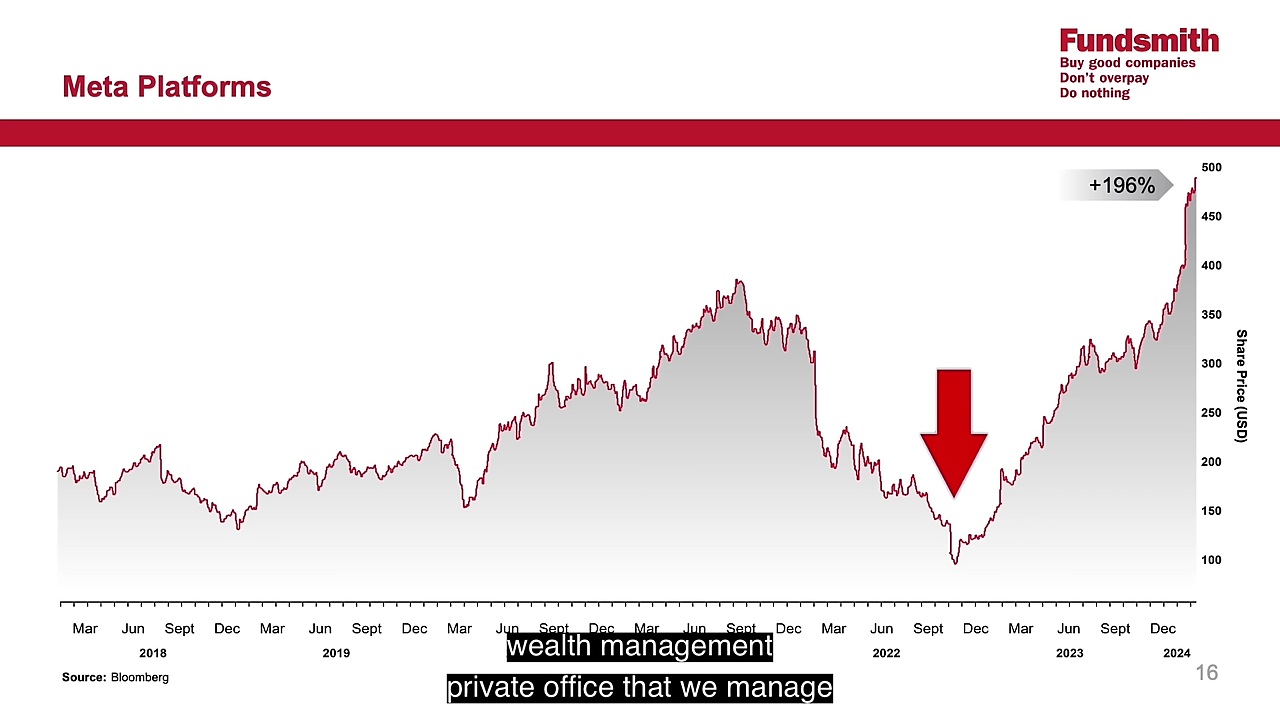 Fundsmith
Buy good companies
Don't overpay
Do nothing
Meta Platforms
+196%
500
450
400
350
300
250
200
150
100
Share Price (USD)
Mar Jun Sept Dec Mar Jun Sept Dec Mar Jun Sept Dec Mar Jun Sept Dec Mar Jun Sept Dec Mar Jun Sept Dec
2018 2019 2022 2023 2024
wealth management
private office that we manage
Source: Bloomberg
16